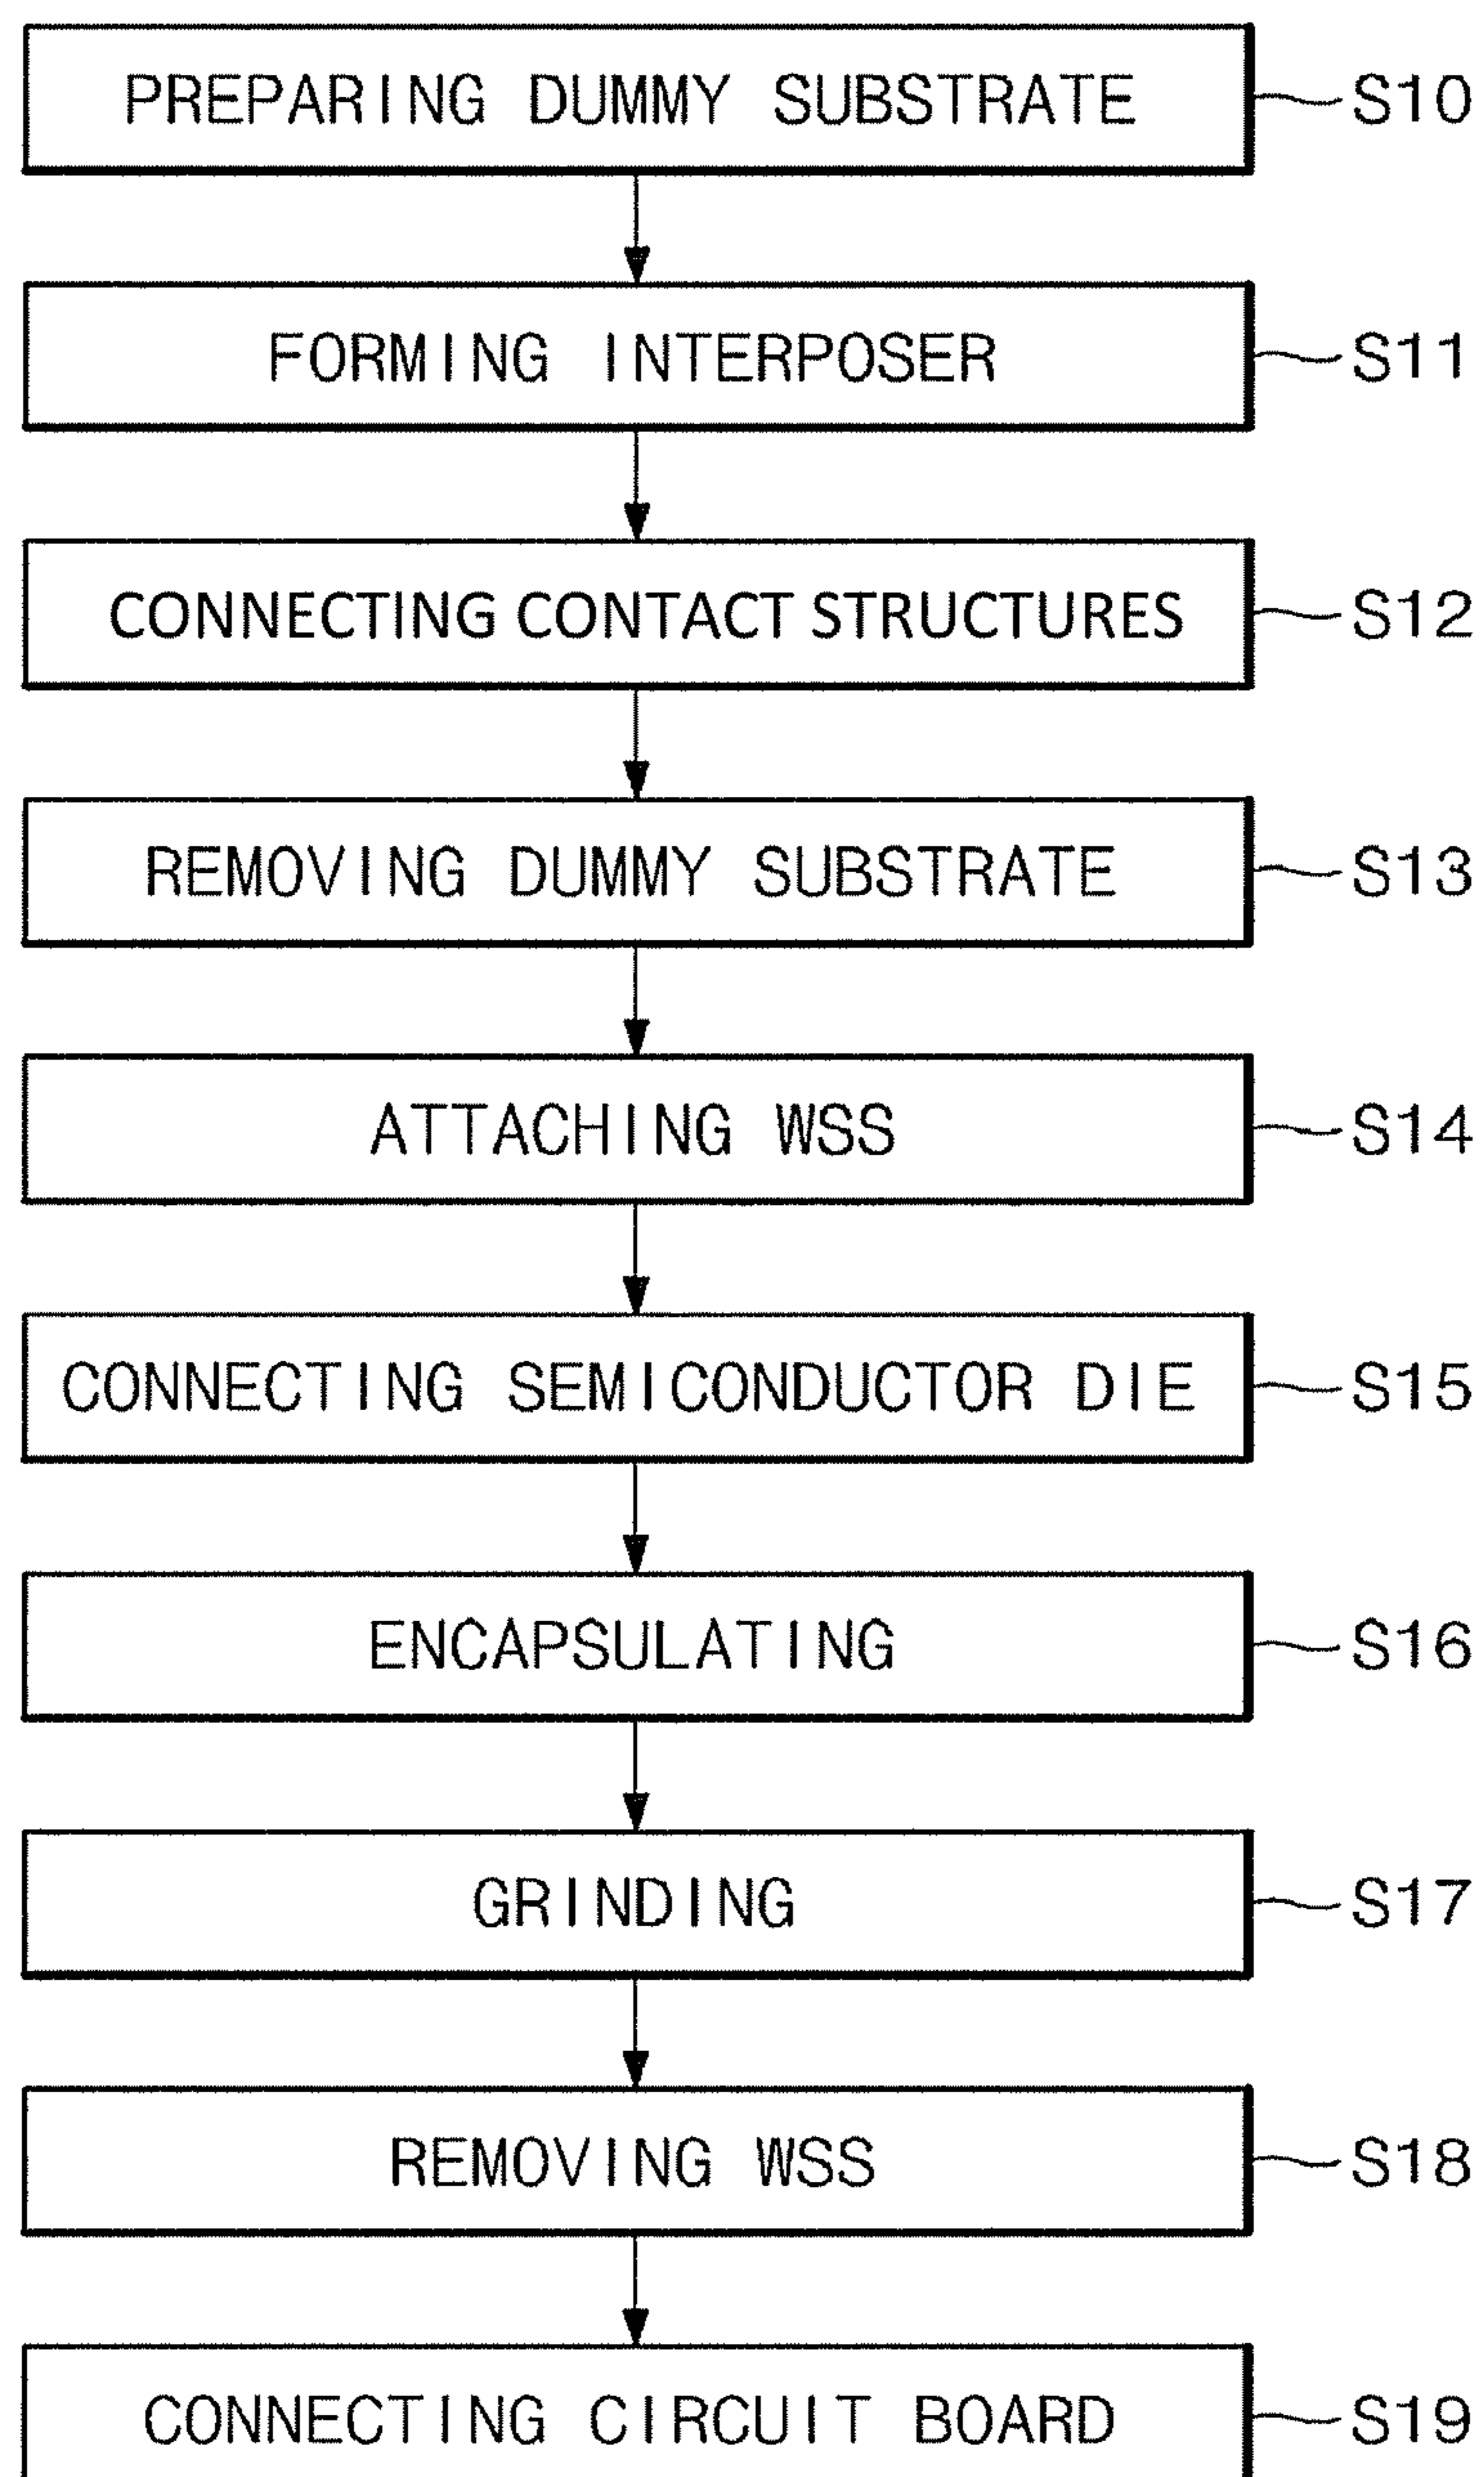 PREPARING DUMMY SUBSTRATE S10
FORMING INTERPOSER S11
CONNECTING CONTACT STRUCTURES S12
REMOVING DUMMY SUBSTRATE S13
ATTACHING WSS S14
CONNECTING SEMICONDUCTOR DIE S15
ENCAPSULATING S16
GRINDING S17
REMOVING WSS S18
CONNECTING CIRCUIT BOARD S19